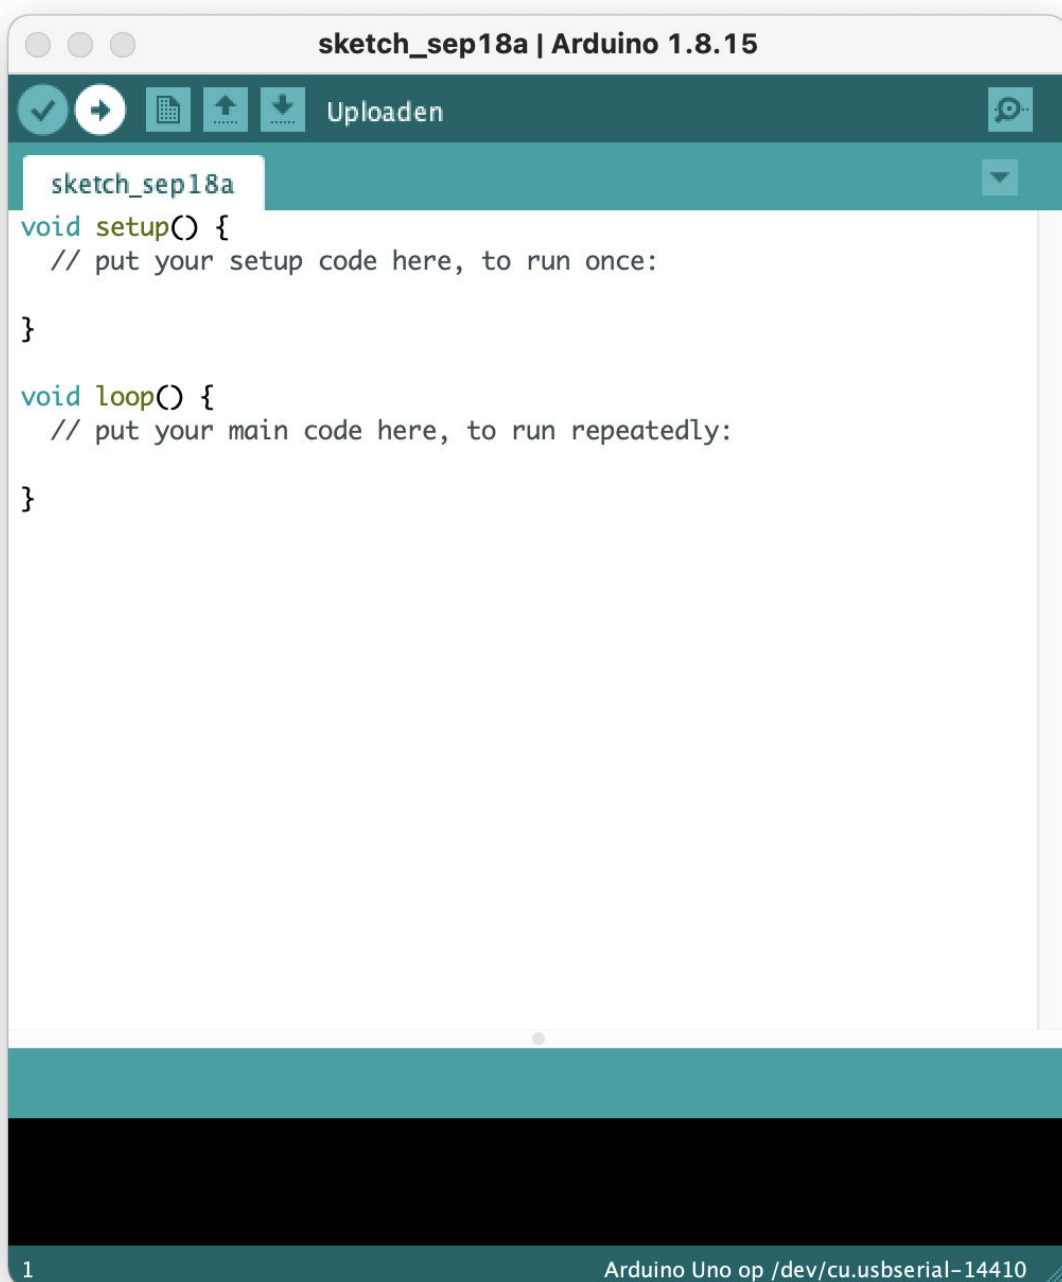 sketch_sep18a | Arduino 1.8.15
Uploaden
sketch_sep18a
void setup() {
  // put your setup code here, to run once:
}
void loop() {
  // put your main code here, to run repeatedly:
}
1
Arduino Uno op /dev/cu.usbserial-14410